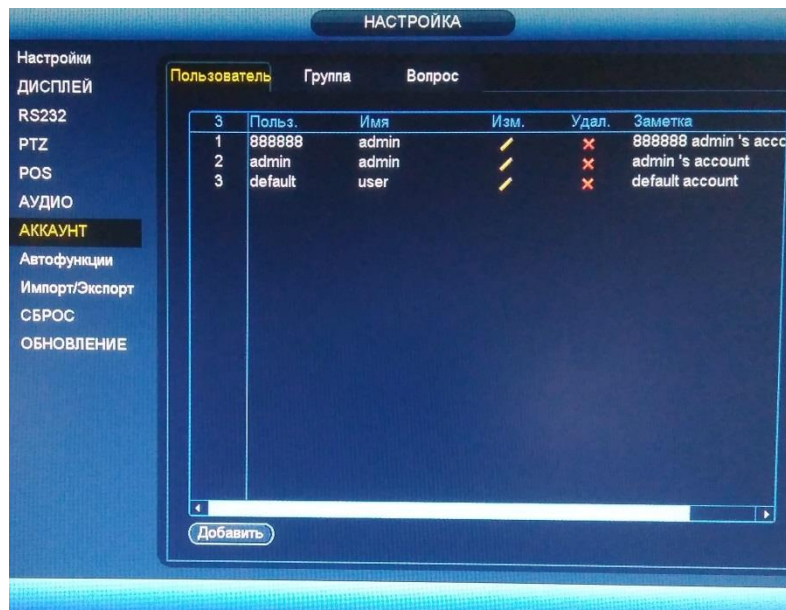 НАСТРОЙКА
Настройки
ДИСПЛЕЙ
RS232
PTZ
POS
АУДИО
АККАУНТ
Автофункции
Импорт/Экспорт
СБРОС
ОБНОВЛЕНИЕ
Пользователь Группа Вопрос
3 Польз. Имя Изм. Удал. Заметка
1 888888 admin 888888 admin 's acco
2 admin admin admin 's account
3 default user default account
Добавить